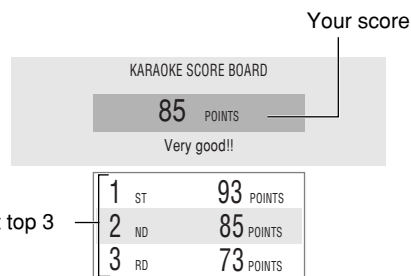 Your score
KARAOKE SCORE BOARD
85 POINTS
Very good!!
1 ST 93 POINTS
top 3
2 ND 85 POINTS
3 RD 73 POINTS